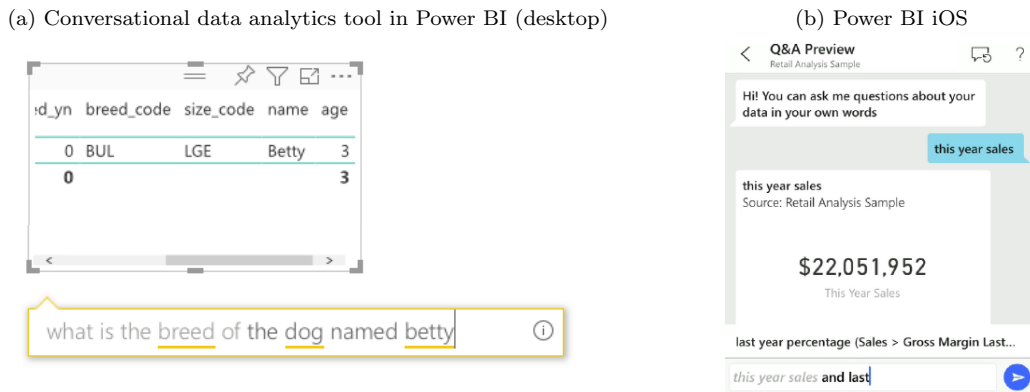 (a) Conversational data analytics tool in Power BI (desktop)
ed_yn breed_code size_code name age
0 BUL LGE Betty 3
0 3
what is the breed of the dog named betty
(b) Power BI iOS
Q&A Preview
Retail Analysis Sample
?
Hi! You can ask me questions about your
data in your own words
this year sales
this year sales
Source: Retail Analysis Sample
$22,051,952
This Year Sales
last year percentage (Sales > Gross Margin Last...
this year sales and last